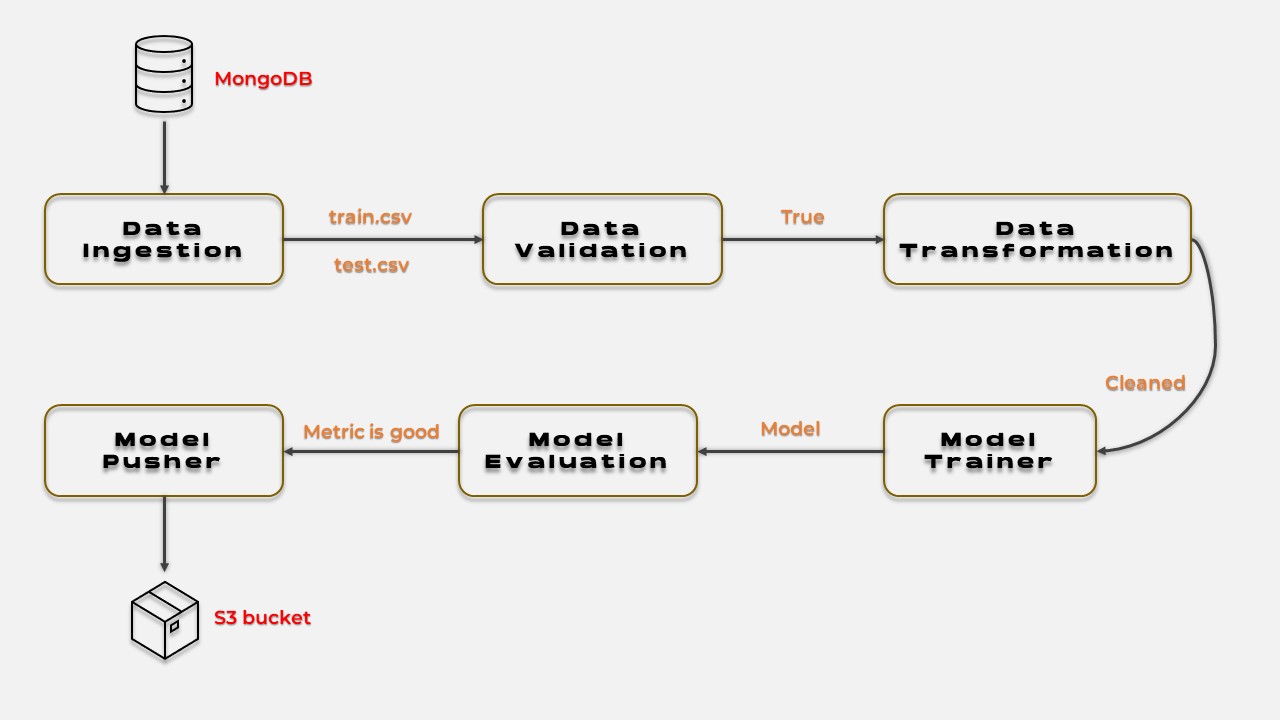 MongoDB
Data
Ingestion
train.csv
test.csv
Data
Validation
True
Data
Transformation
Cleaned
Model
Trainer
Model
Model
Evaluation
Metric is good
Model
Pusher
S3 bucket